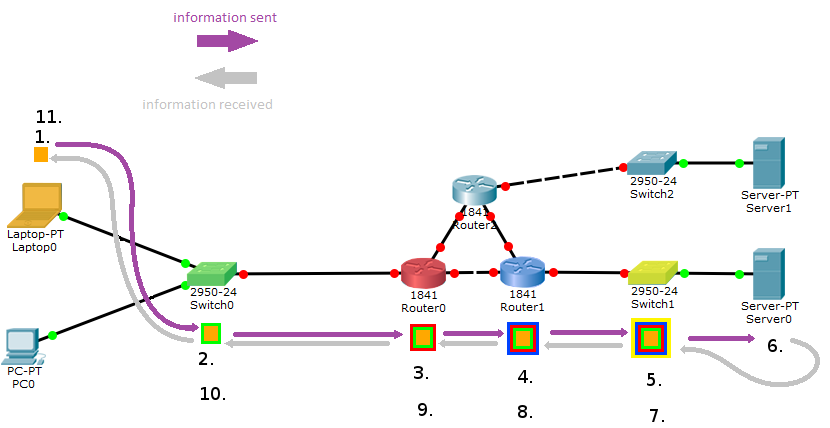 information sent
information received
11.
1.
Laptop-PT
Laptop0
2950-24
Switch0
PC-PT
PC0
2.
10.
1841
Router2
1841
Router0
1841
Router1
3.
9.
4.
8.
2950-24
Switch2
Server-PT
Server1
2950-24
Switch1
Server-PT
Server0
5.
7.
6.